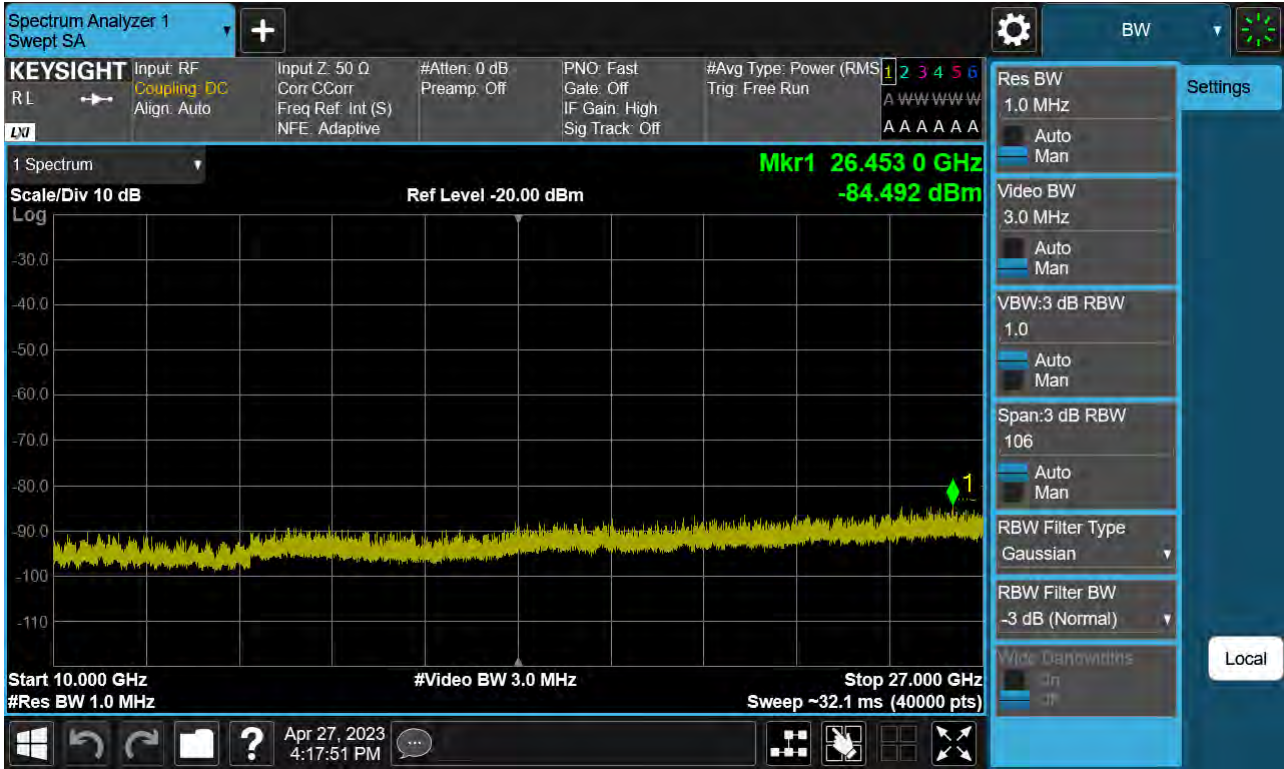 Spectrum Analyzer 1
Swept SA
BW
KEYSIGHT
R L
LXI
Input: RF
Coupling: DC
Align: Auto
Input Z: 50 Ω
Corr CCorr
Freq Ref: Int (S)
NFE: Adaptive
#Atten: 0 dB
Preamp: Off
PNO: Fast
Gate: Off
IF Gain: High
Sig Track: Off
#Avg Type: Power (RMS
Trig: Free Run
1 2 3 4 5 6
A W W W W W
A A A A A A
1 Spectrum
Mkr1 26.453 0 GHz
Scale/Div 10 dB
Ref Level -20.00 dBm
-84.492 dBm
Log
-30.0
-40.0
-50.0
-60.0
-70.0
-80.0
-90.0
-100
-110
1
Start 10.000 GHz
#Video BW 3.0 MHz
Stop 27.000 GHz
#Res BW 1.0 MHz
Sweep ~32.1 ms (40000 pts)
Res BW
1.0 MHz
Auto
Man
Video BW
3.0 MHz
Auto
Man
VBW:3 dB RBW
1.0
Auto
Man
Span:3 dB RBW
106
Auto
Man
RBW Filter Type
Gaussian
RBW Filter BW
-3 dB (Normal)
Settings
Local
?
Apr 27, 2023
4:17:51 PM